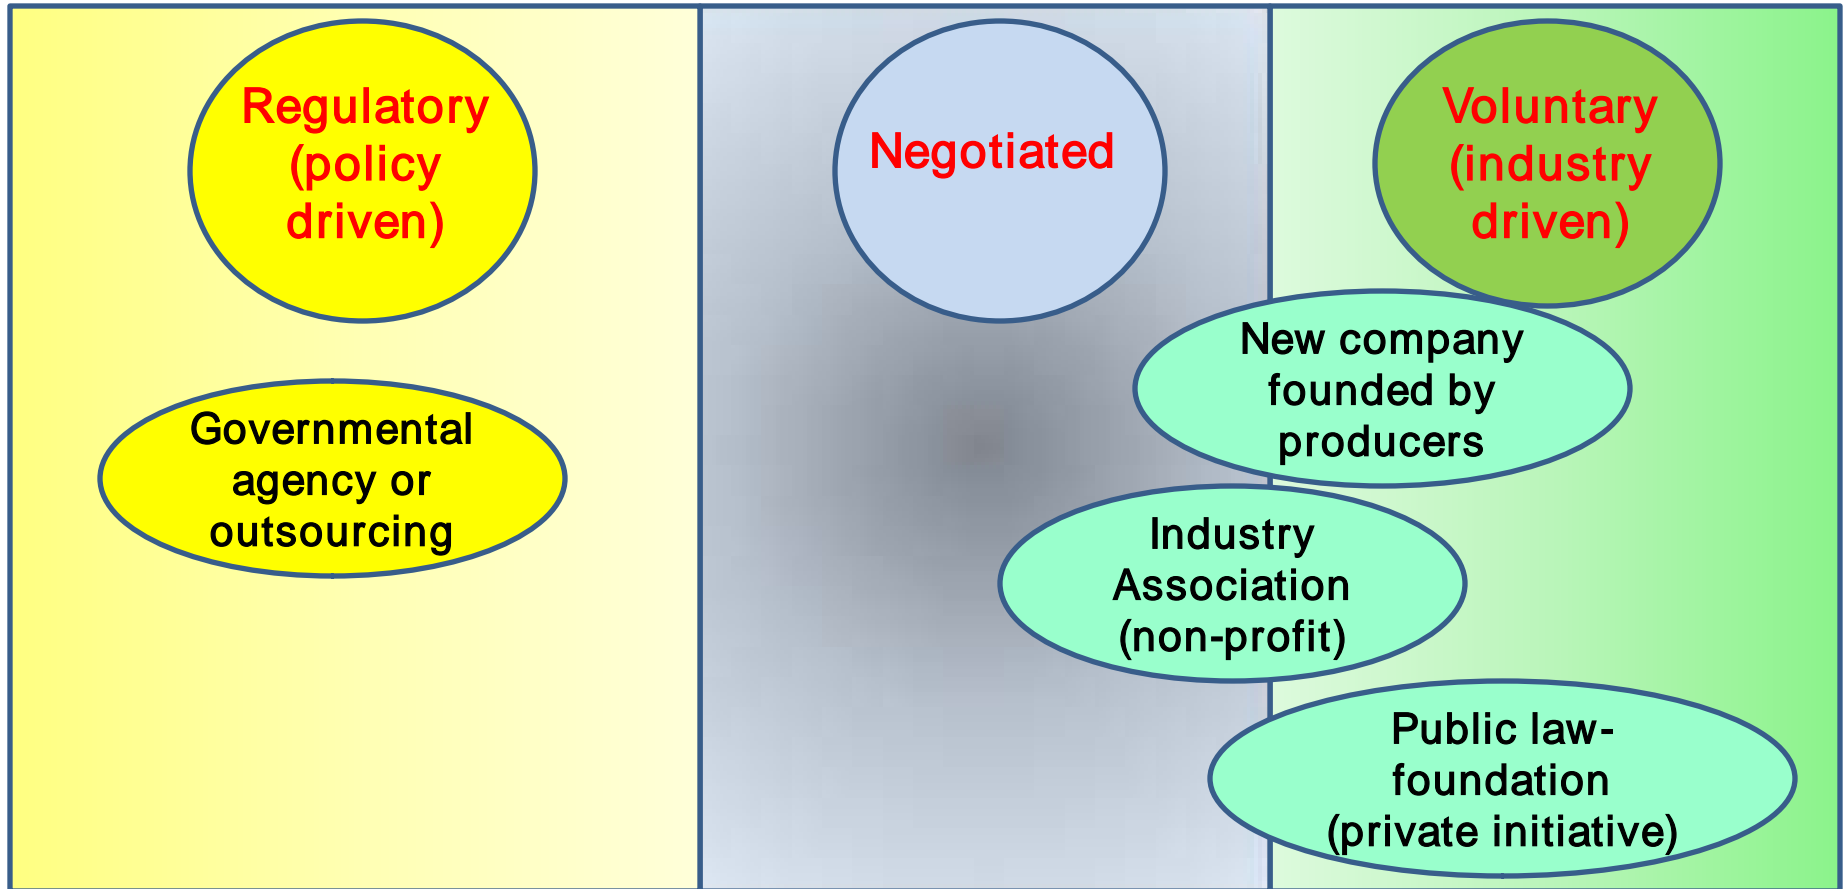 Regulatory
(policy
driven)
Negotiated
Voluntary
(industry
driven)
Governmental
agency or
outsourcing
New company
founded by
producers
Industry
Association
(non-profit)
Public law-
foundation
(private initiative)